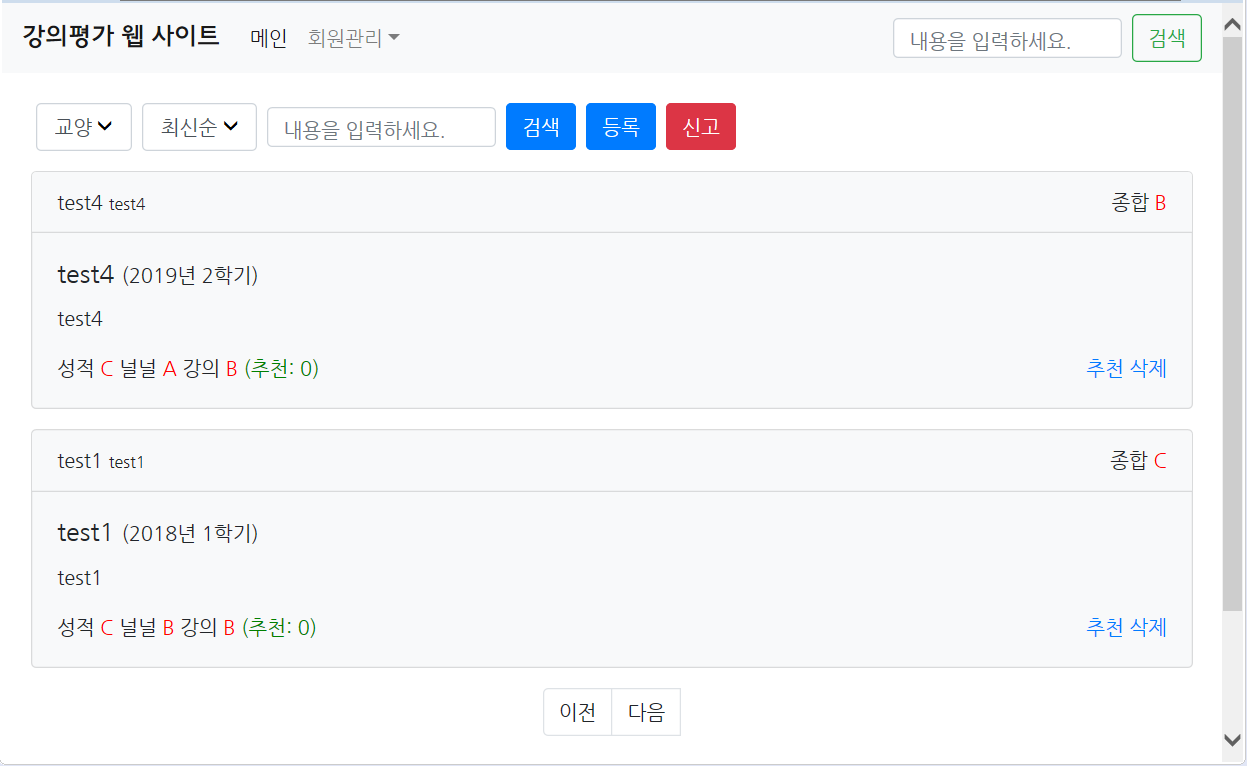 강의평가 웹 사이트 메인 회원관리 내용을 입력하세요. 검색
교양 최신순 내용을 입력하세요. 검색 등록 신고
test4 test4 종합 B
test4 (2019년 2학기)
test4
성적 C 널널 A 강의 B (추천: 0) 추천 삭제
test1 test1 종합 C
test1 (2018년 1학기)
test1
성적 C 널널 B 강의 B (추천: 0) 추천 삭제
이전 다음